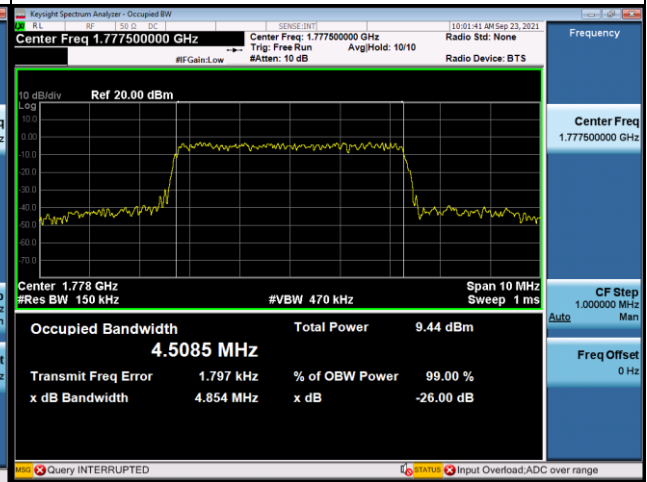 Keysight Spectrum Analyzer - Occupied BW
RL RF 50 Ω DC SENSE:INT 10:01:41 AM Sep 23, 2021
Center Freq 1.777500000 GHz
#IFGain:Low
Center Freq: 1.777500000 GHz
Trig: Free Run Avg|Hold: 10/10
#Atten: 10 dB
Radio Std: None
Radio Device: BTS
10 dB/div Ref 20.00 dBm
Log
10.0
0.00
-10.0
-20.0
-30.0
-40.0
-50.0
-60.0
-70.0
Center 1.778 GHz Span 10 MHz
#Res BW 150 kHz #VBW 470 kHz Sweep 1 ms
Occupied Bandwidth Total Power 9.44 dBm
4.5085 MHz
Transmit Freq Error 1.797 kHz % of OBW Power 99.00 %
x dB Bandwidth 4.854 MHz x dB -26.00 dB
MSG Query INTERRUPTED STATUS Input Overload;ADC over range
Frequency
Center Freq
1.777500000 GHz
CF Step
1.000000 MHz
Auto Man
Freq Offset
0 Hz